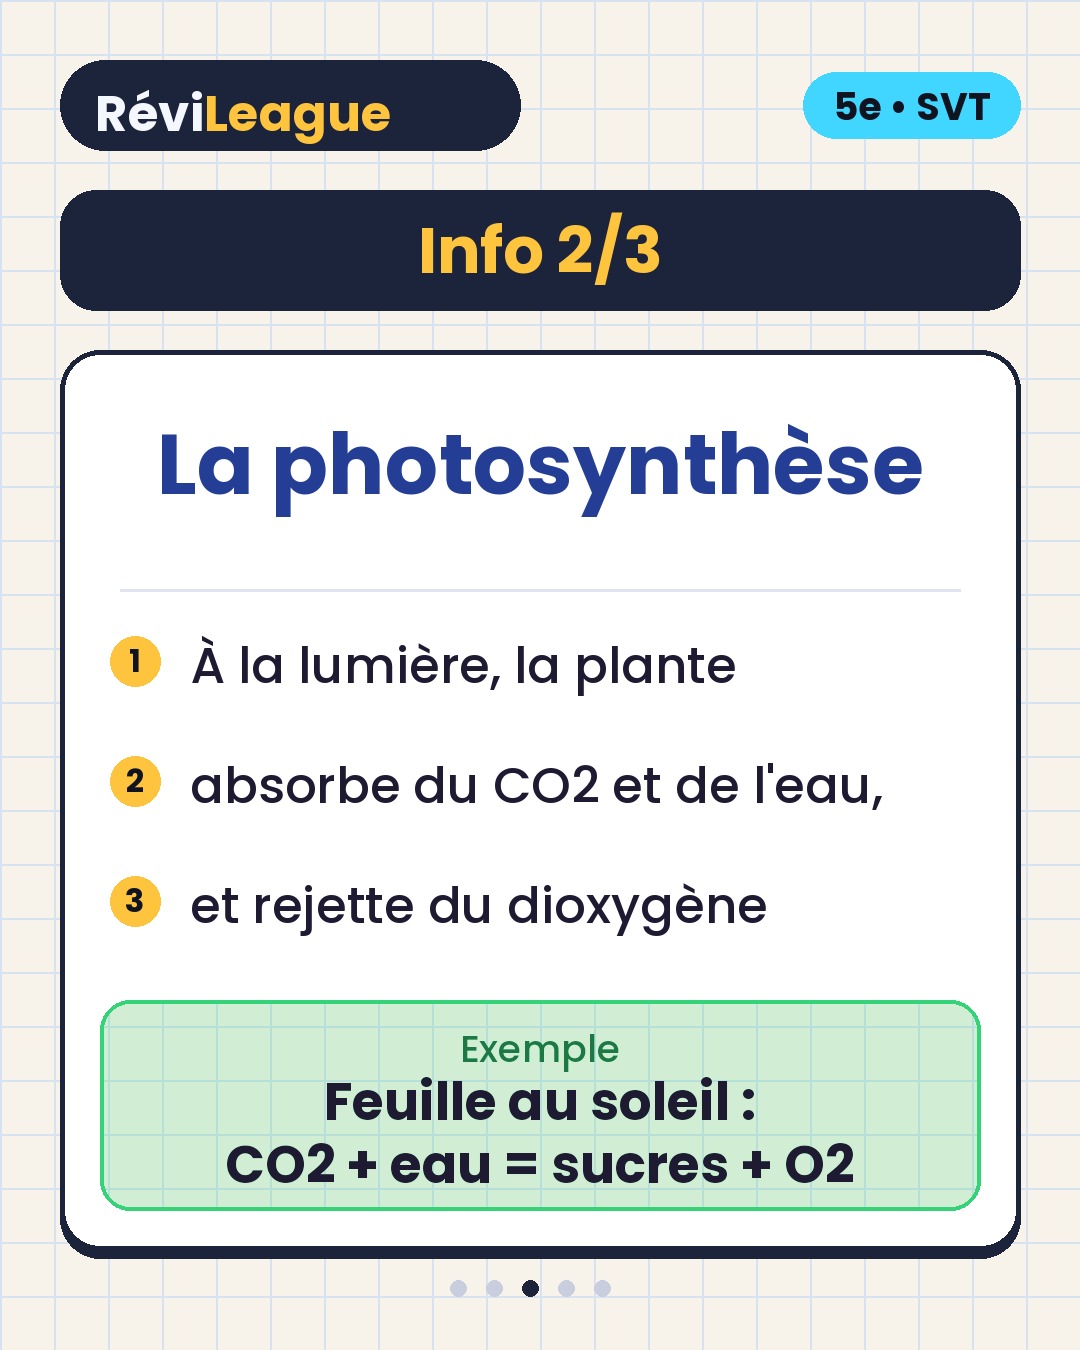 RéviLeague
5e • SVT
Info 2/3
La photosynthèse
1 À la lumière, la plante
2 absorbe du CO2 et de l'eau,
3 et rejette du dioxygène
Exemple
Feuille au soleil :
CO2 + eau = sucres + O2